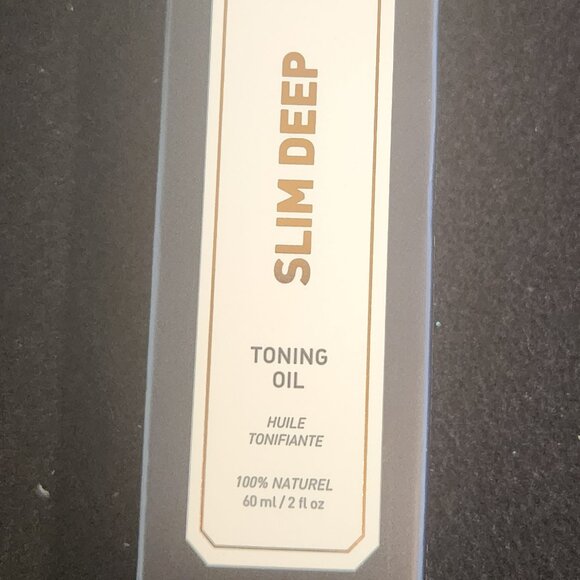 SLIM DEEP
TONING
OIL
HUILE
TONIFIANTE
100% NATUREL
60 ml / 2 fl oz